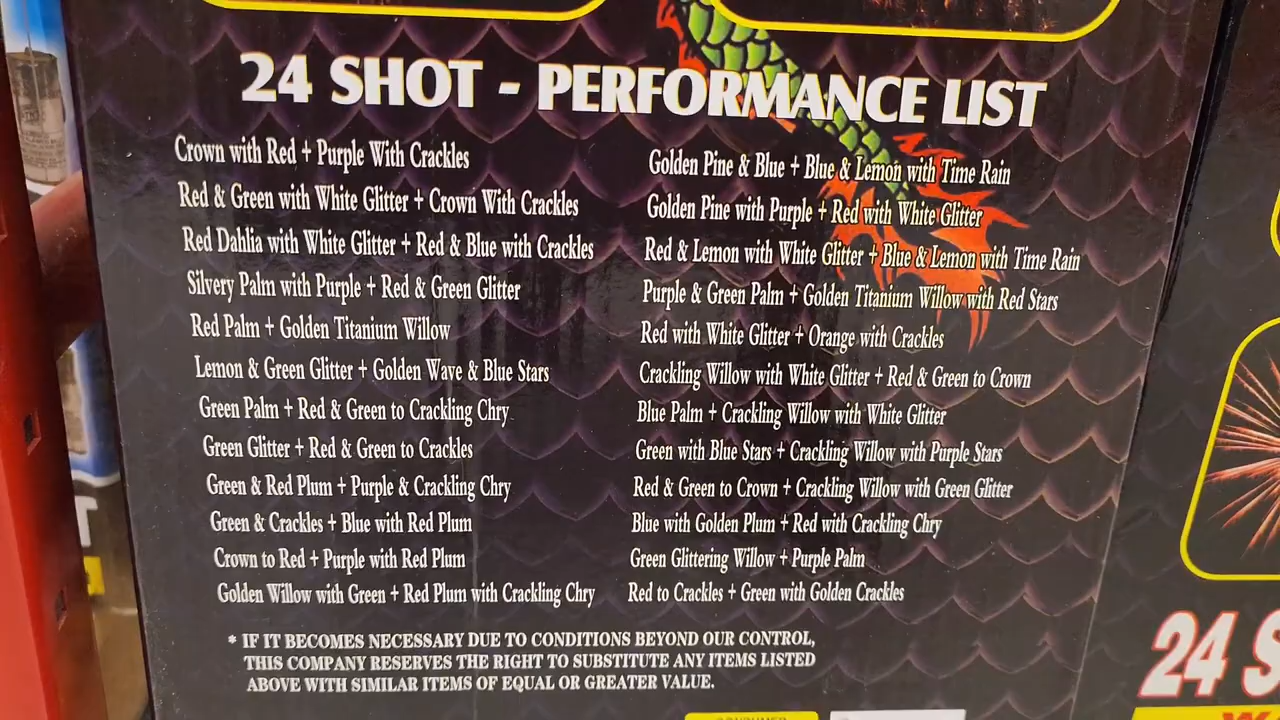 24 SHOT - PERFORMANCE LIST
Crown with Red + Purple With Crackles
Red & Green with White Glitter + Crown With Crackles
Red Dahlia with White Glitter + Red & Blue with Crackles
Silvery Palm with Purple + Red & Green Glitter
Red Palm + Golden Titanium Willow
Lemon & Green Glitter + Golden Wave & Blue Stars
Green Palm + Red & Green to Crackling Chry
Green Glitter + Red & Green to Crackles
Green & Red Plum + Purple & Crackling Chry
Green & Crackles + Blue with Red Plum
Crown to Red + Purple with Red Plum
Golden Willow with Green + Red Plum with Crackling Chry
Golden Pine & Blue + Blue & Lemon with Time Rain
Golden Pine with Purple + Red with White Glitter
Red & Lemon with White Glitter + Blue & Lemon with Time Rain
Purple & Green Palm + Golden Titanium Willow with Red Stars
Red with White Glitter + Orange with Crackles
Crackling Willow with White Glitter + Red & Green to Crown
Blue Palm + Crackling Willow with White Glitter
Green with Blue Stars + Crackling Willow with Purple Stars
Red & Green to Crown + Crackling Willow with Green Glitter
Blue with Golden Plum + Red with Crackling Chry
Green Glittering Willow + Purple Palm
Red to Crackles + Green with Golden Crackles
* IF IT BECOMES NECESSARY DUE TO CONDITIONS BEYOND OUR CONTROL,
THIS COMPANY RESERVES THE RIGHT TO SUBSTITUTE ANY ITEMS LISTED
ABOVE WITH SIMILAR ITEMS OF EQUAL OR GREATER VALUE.
24 S